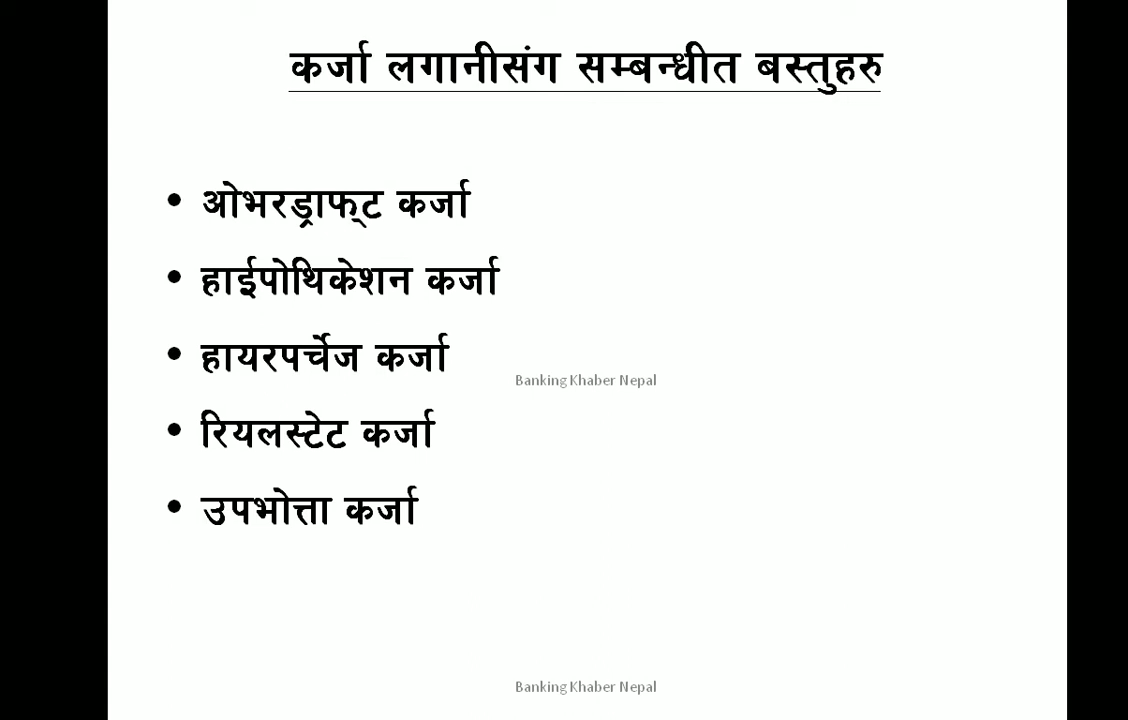 कर्जा लगानीसंग सम्बन्धीत बस्तुहरु
• ओभरड्राफ्ट कर्जा
• हाईपोथिकेशन कर्जा
• हायरपर्चेज कर्जा
Banking Khaber Nepal
• रियलस्टेट कर्जा
• उपभोत्ता कर्जा
Banking Khaber Nepal